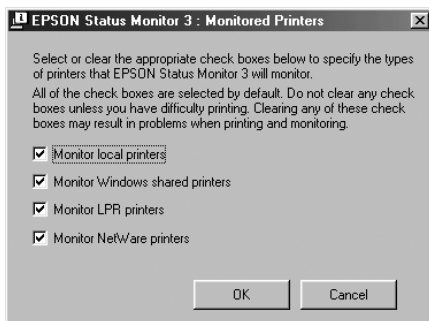 EPSON Status Monitor 3 : Monitored Printers
Select or clear the appropriate check boxes below to specify the types
of printers that EPSON Status Monitor 3 will monitor.
All of the check boxes are selected by default. Do not clear any check
boxes unless you have difficulty printing. Clearing any of these check
boxes may result in problems when printing and monitoring.
Monitor local printers
Monitor Windows shared printers
Monitor LPR printers
Monitor NetWare printers
OK Cancel